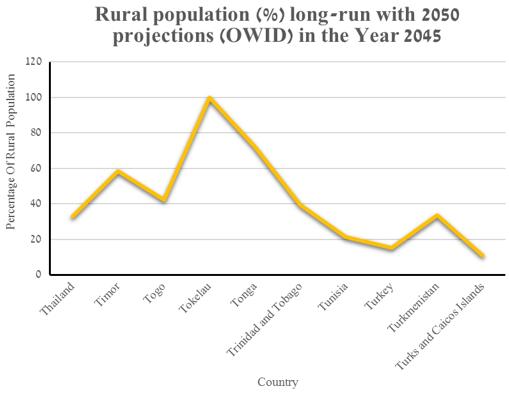 Rural population (%) long-run with 2050
projections (OWID) in the Year 2045
Percentage Of Rural Population
120
100
80
60
40
20
0
Thailand
Timor
Togo
Tokelau
Tonga
Trinidad and Tobago
Tunisia
Turkey
Turkmenistan
Turks and Caicos Islands
Country